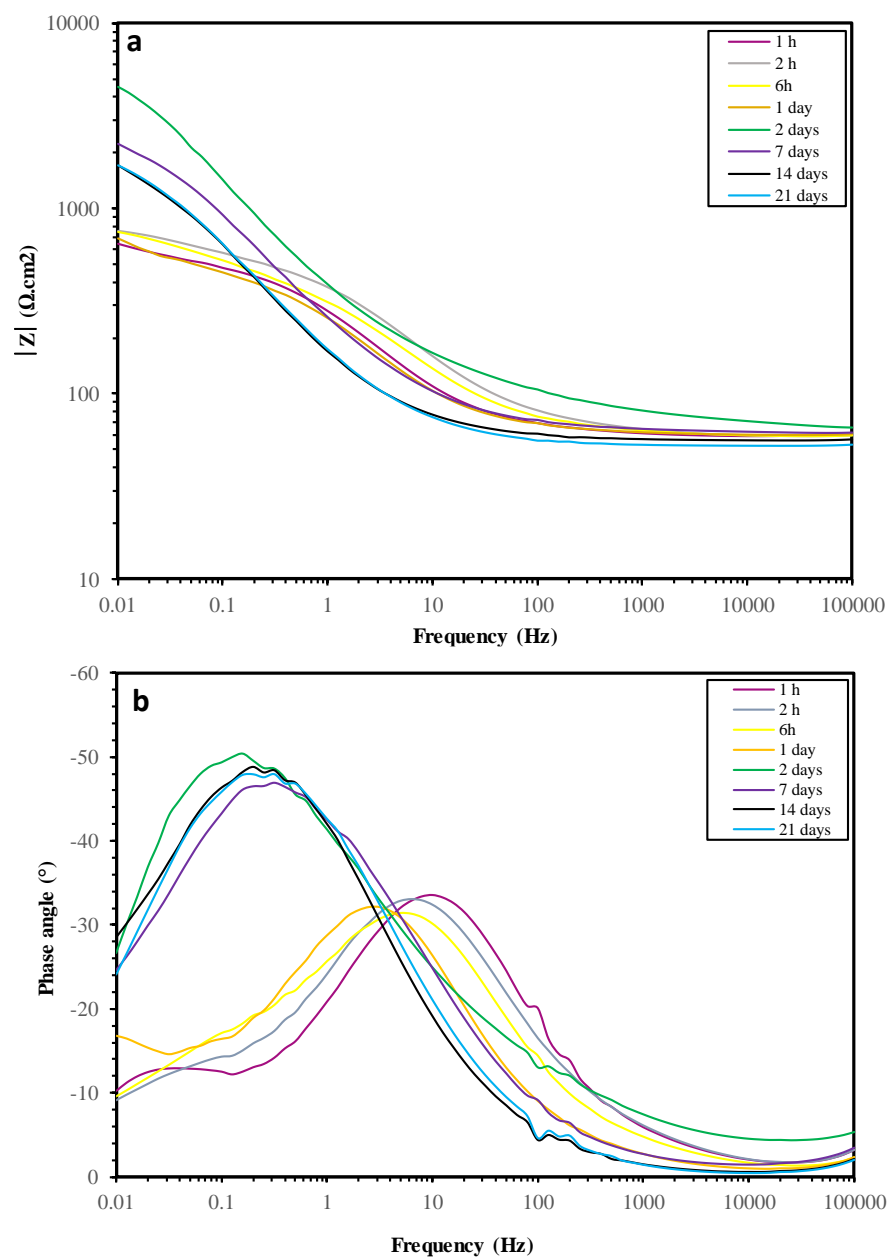 a
10000
1000
100
10
|Z| (Ω.cm2)
1 h
2 h
6h
1 day
2 days
7 days
14 days
21 days
0.01 0.1 1 10 100 1000 10000 100000
Frequency (Hz)
b
-60
-50
-40
-30
-20
-10
0
Phase angle (°)
1 h
2 h
6h
1 day
2 days
7 days
14 days
21 days
0.01 0.1 1 10 100 1000 10000 100000
Frequency (Hz)